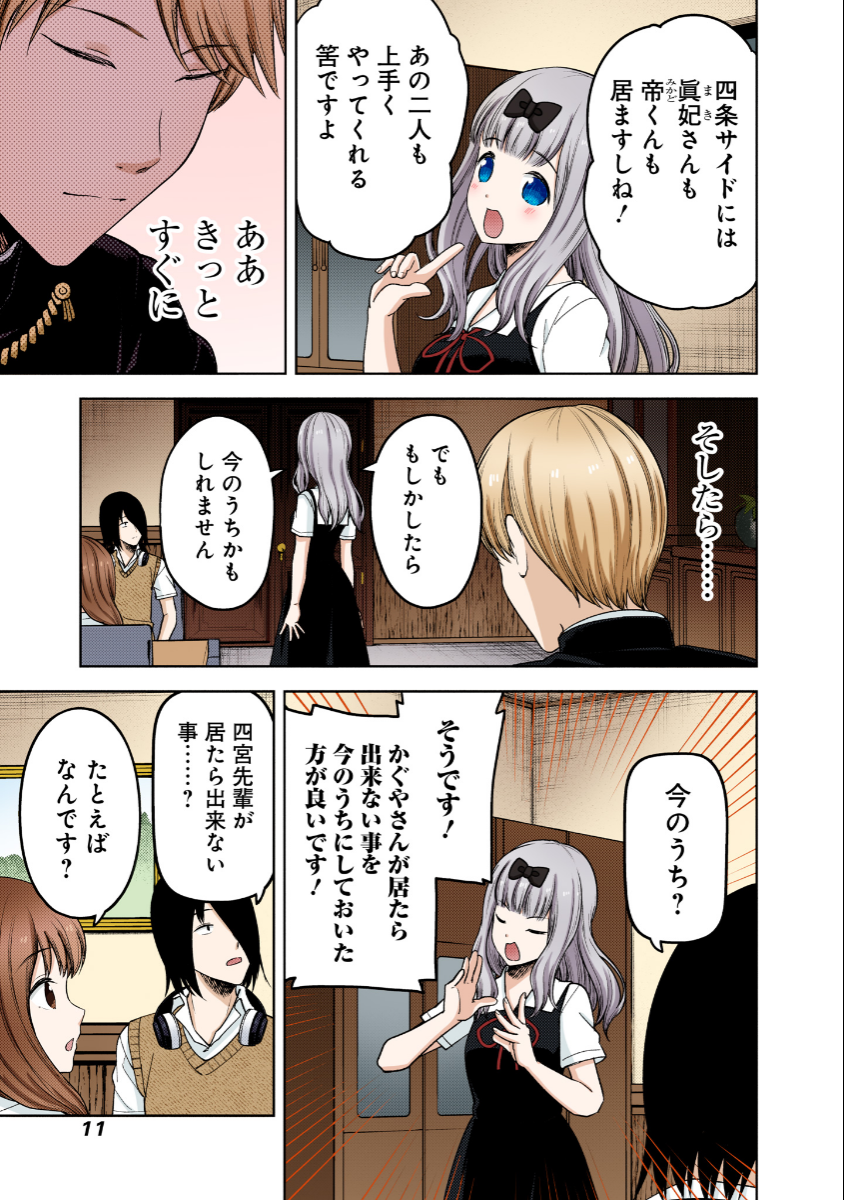 四条サイドには
眞妃さんも
まき
帝くんも
みかど
居ますしね!
あの二人も
上手く
やってくれる
筈ですよ
ああ
きっと
すぐに
そしたら……
でも
もしかしたら
今のうちかも
しれません
今のうち?
そうです!
かぐやさんが居たら
出来ない事を
今のうちにしておいた
方が良いです!
四宮先輩が
居たら出来ない
事……?
たとえば
なんです?
11